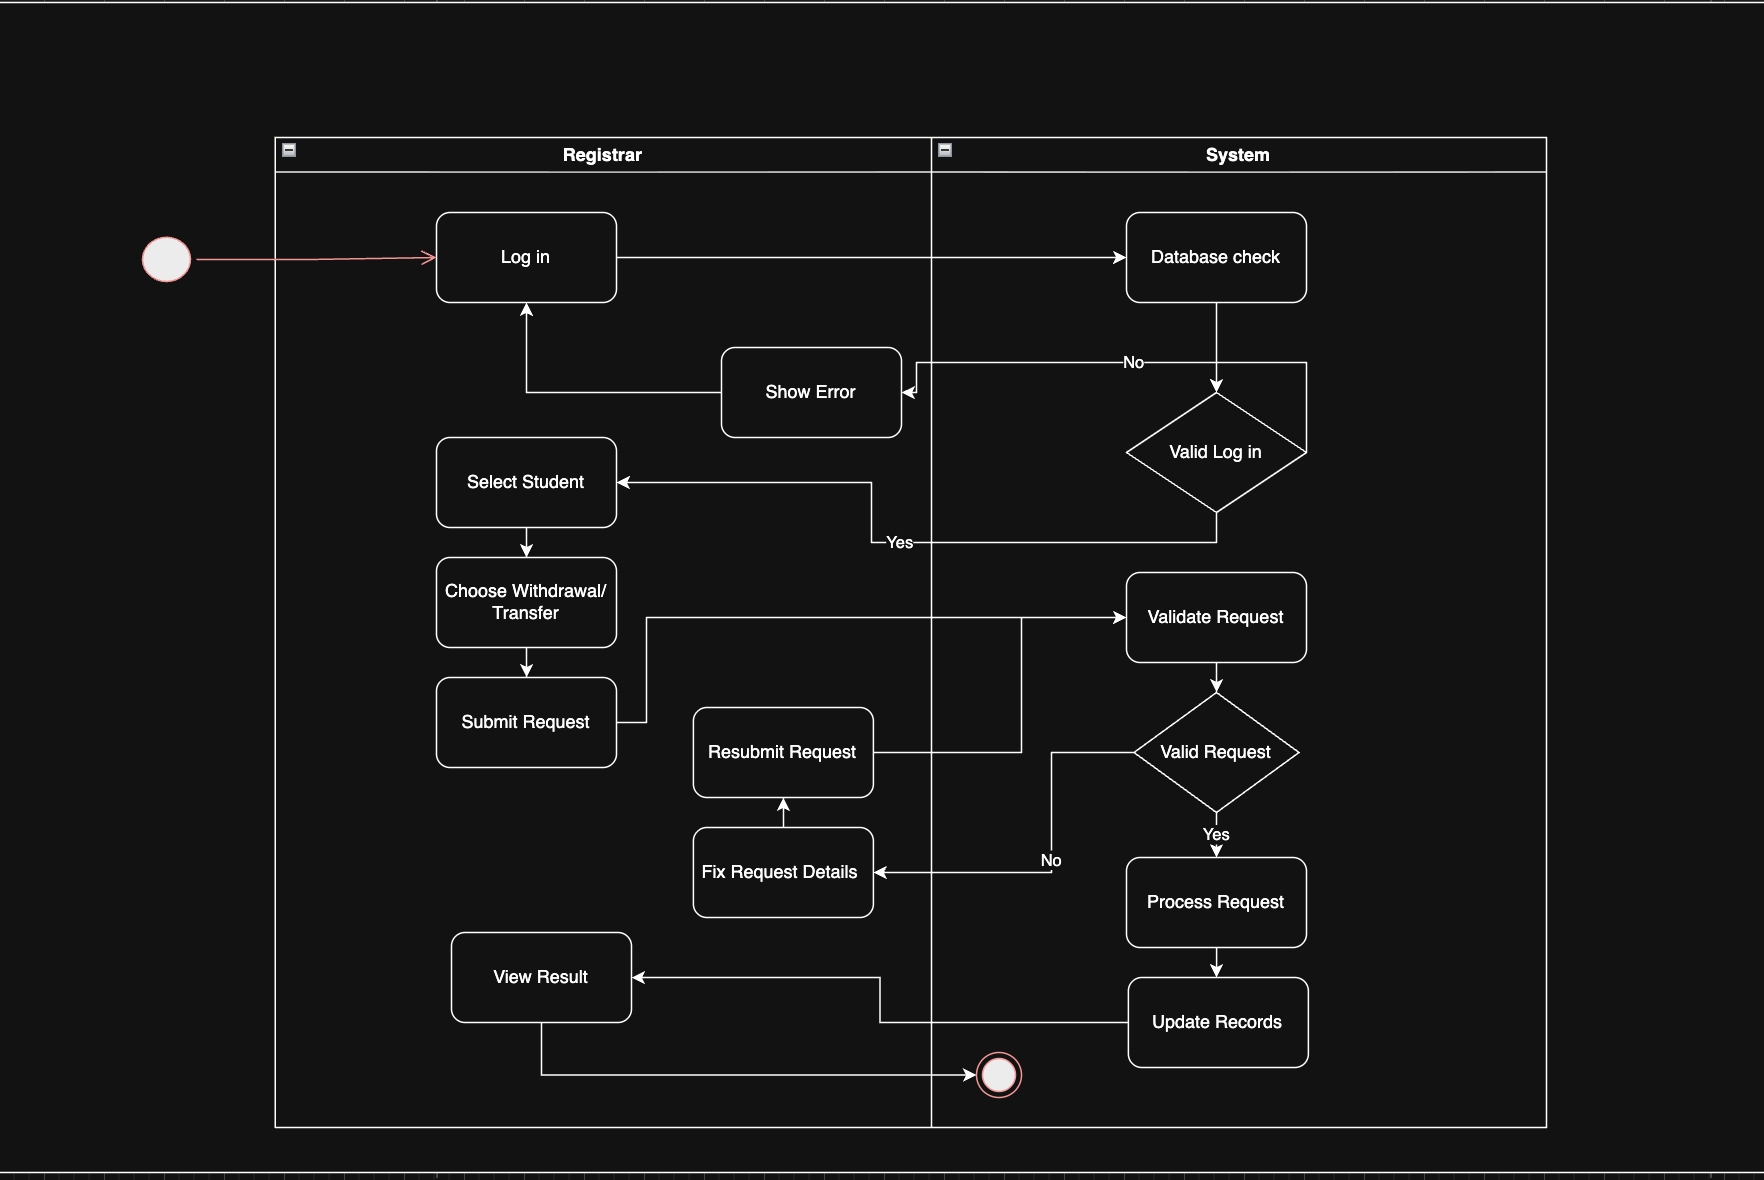 Registrar
System
Log in
Database check
No
Show Error
Valid Log in
Select Student
Yes
Choose Withdrawal/
Transfer
Validate Request
Submit Request
Resubmit Request
Valid Request
Yes
No
Fix Request Details
Process Request
View Result
Update Records